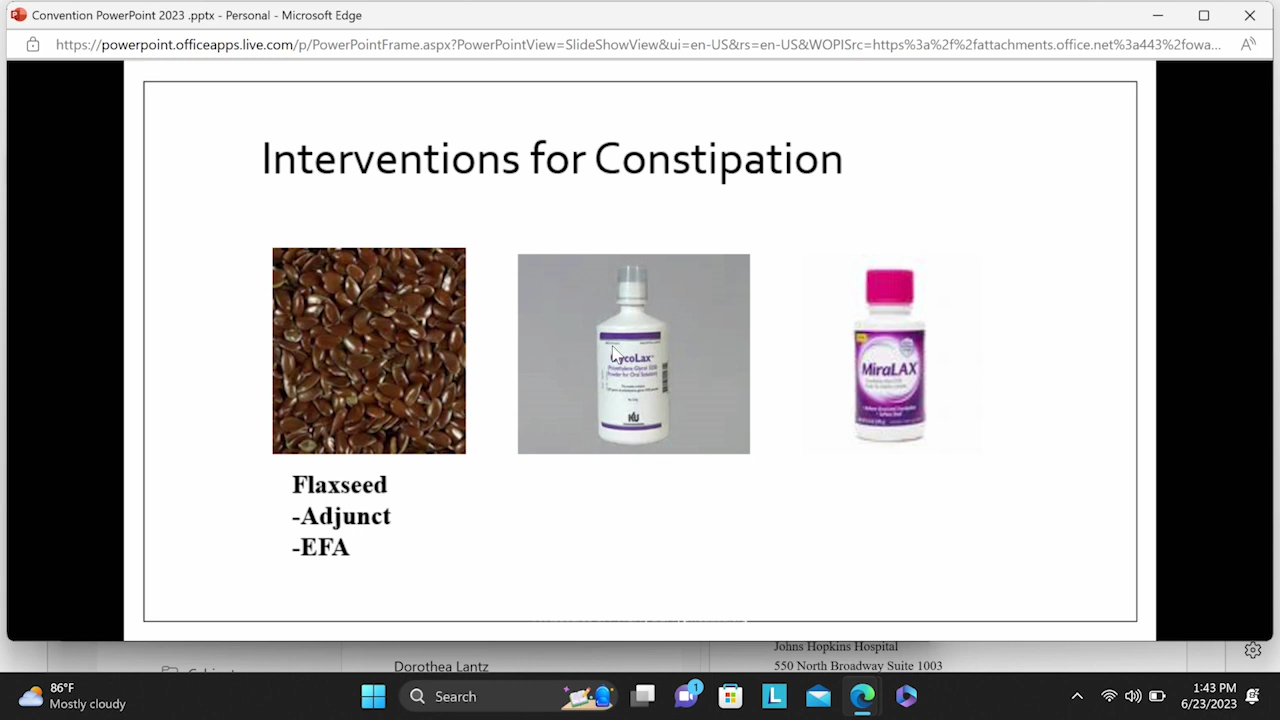 Convention PowerPoint 2023 .pptx - Personal - Microsoft Edge
https://powerpoint.officeapps.live.com/p/PowerPointFrame.aspx?PowerPointView=SlideShowView&ui=en-US&rs=en-US&WOPISrc=https%3a%2f%2fattachments.office.net%3a443%2fowa...
Interventions for Constipation
MiraLAX
KU
Flaxseed
-Adjunct
-EFA
Johns Hopkins Hospital
Dorothea Lantz
550 North Broadway Suite 1003
86°F
Mostly cloudy
Search
1
L
1:43 PM
6/23/2023